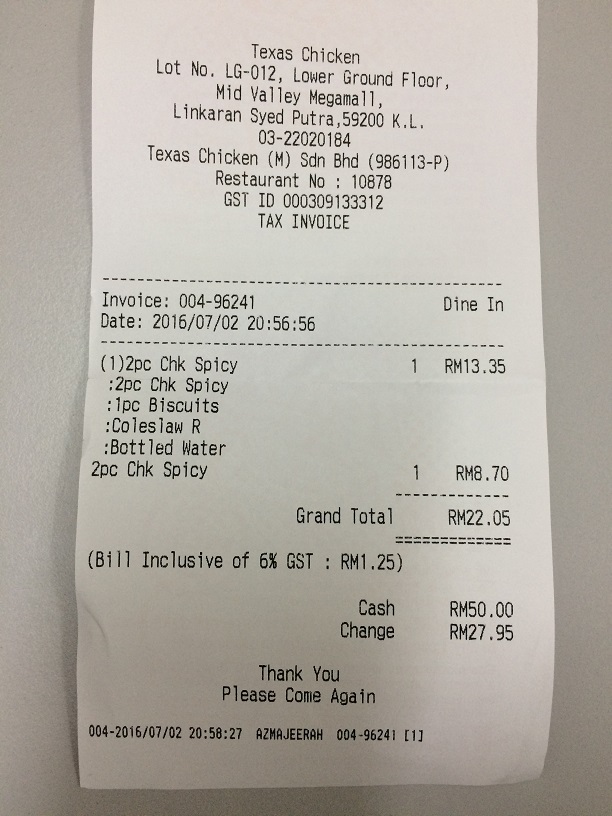 Texas Chicken
Lot No. LG-012, Lower Ground Floor,
Mid Valley Megamall,
Linkaran Syed Putra,59200 K.L.
03-22020184
Texas Chicken (M) Sdn Bhd (986113-P)
Restaurant No : 10878
GST ID 000309133312
TAX INVOICE
Invoice: 004-96241 Dine In
Date: 2016/07/02 20:56:56
(1)2pc Chk Spicy 1 RM13.35
:2pc Chk Spicy
:1pc Biscuits
:Coleslaw R
:Bottled Water
2pc Chk Spicy 1 RM8.70
Grand Total RM22.05
(Bill Inclusive of 6% GST : RM1.25)
Cash RM50.00
Change RM27.95
Thank You
Please Come Again
004-2016/07/02 20:58:27 AZMAJEERAH 004-96241 [1]